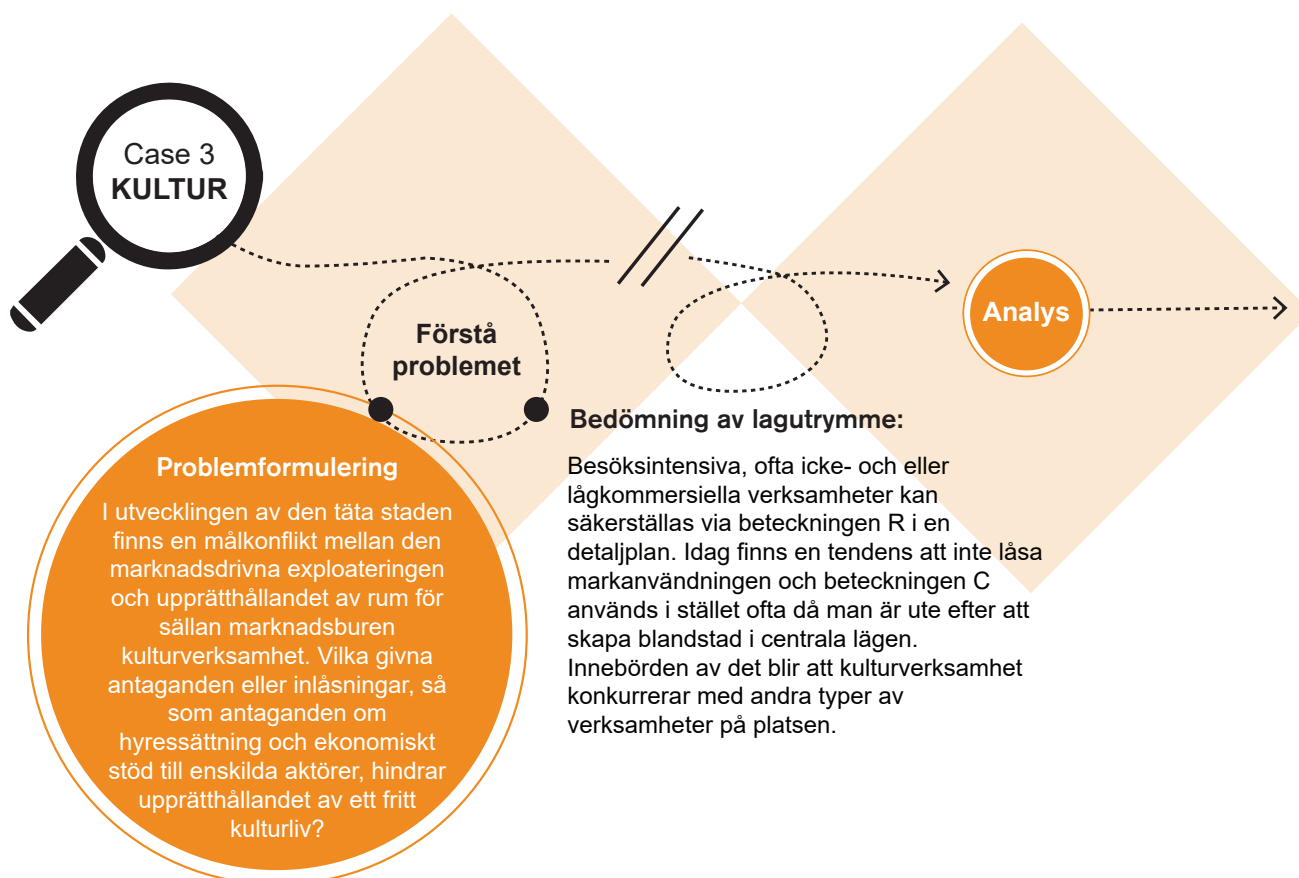 Case 3
KULTUR
Förstå
problemet
Analys
Problemformulering
I utvecklingen av den täta staden
finns en målkonflikt mellan den
marknadsdrivna exploateringen
och upprätthållandet av rum för
sällan marknadsburen
kulturverksamhet. Vilka givna
antaganden eller inlåsningar, så
som antaganden om
hyressättning och ekonomiskt
stöd till enskilda aktörer, hindrar
upprätthållandet av ett fritt
kulturliv?
Bedömning av lagutrymme:
Besöksintensiva, ofta icke- och eller
lågkommersiella verksamheter kan
säkerställas via beteckningen R i en
detaljplan. Idag finns en tendens att inte låsa
markanvändningen och beteckningen C
används i stället ofta då man är ute efter att
skapa blandstad i centrala lägen.
Innebörden av det blir att kulturverksamhet
konkurrerar med andra typer av
verksamheter på platsen.